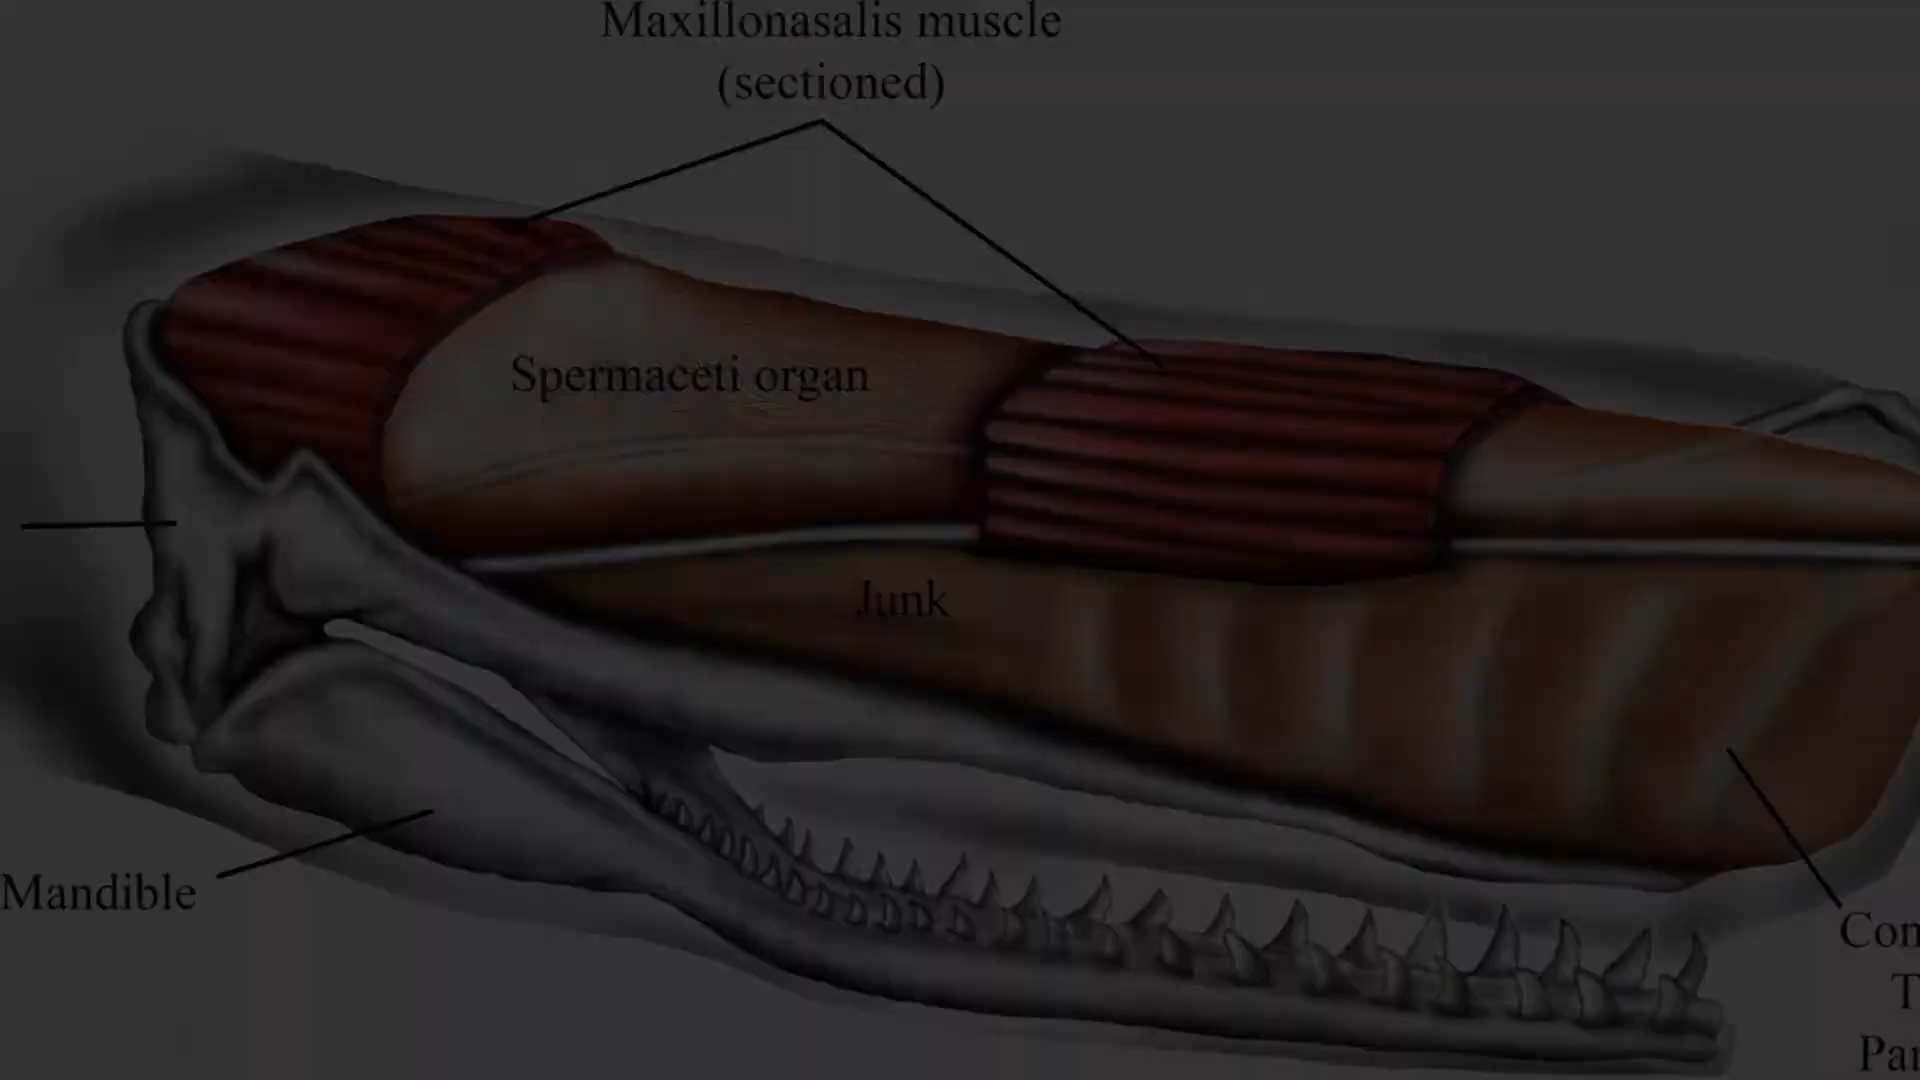 Maxillonasalis muscle
(sectioned)
Spermaceti organ
Junk
Mandible
Con
T
Par